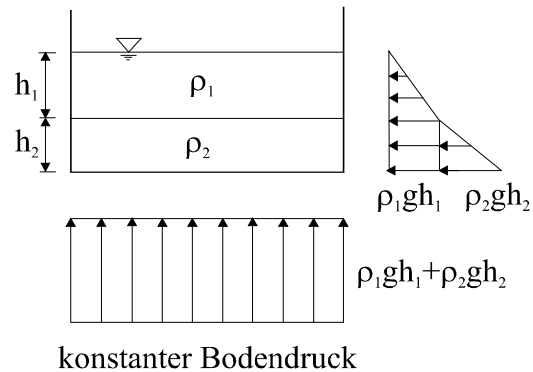 h₁
ρ₁
h₂
ρ₂
ρ₁gh₁ ρ₂gh₂
ρ₁gh₁+ρ₂gh₂
konstanter Bodendruck